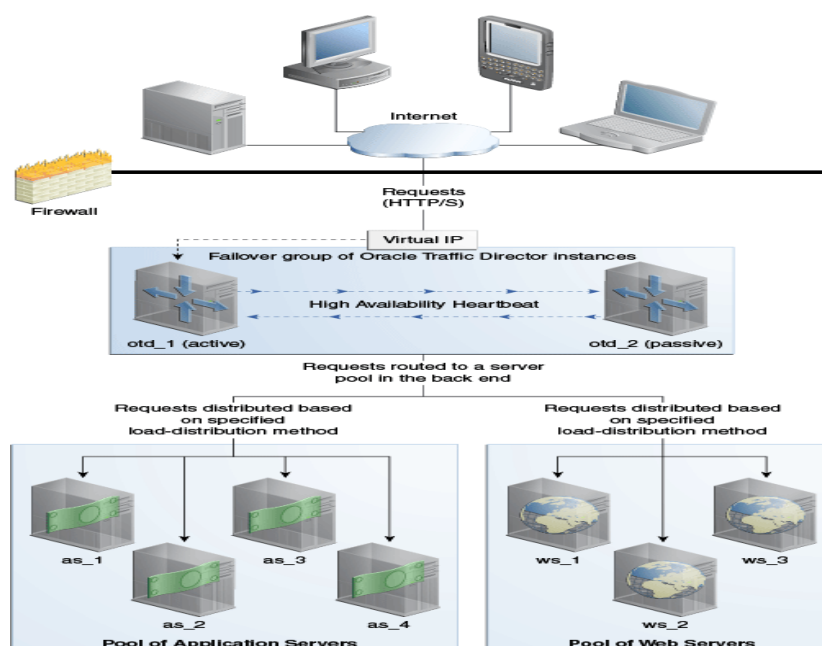 Internet
Firewall
Requests
(HTTP/S)
Virtual IP
Failover group of Oracle Traffic Director instances
High Availability Heartbeat
otd_1 (active)
otd_2 (passive)
Requests routed to a server
pool in the back end
Requests distributed based
on specified
load-distribution method
Requests distributed based
on specified
load-distribution method
as_1
as_3
as_2
as_4
ws_1
ws_3
ws_2
Pool of Application Servers
Pool of Web Servers